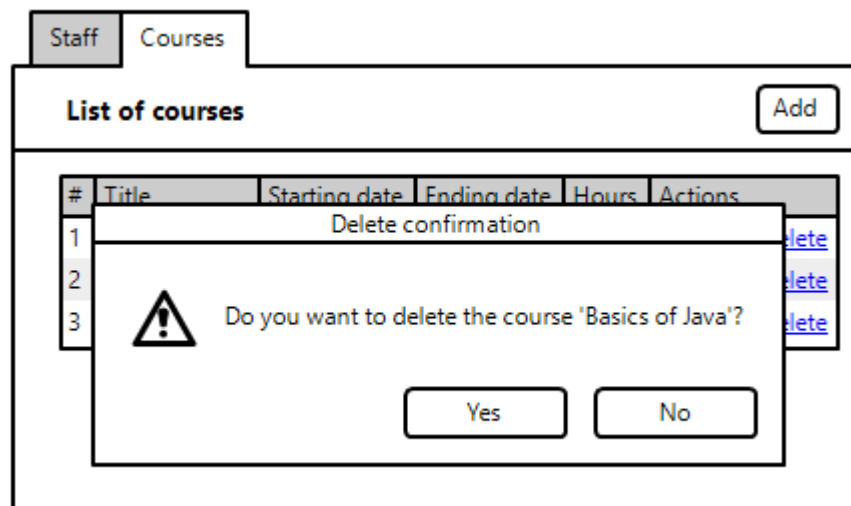 Staff Courses
List of courses Add
# Title Starting date Ending date Hours Actions
Delete confirmation
1
2 Do you want to delete the course 'Basics of Java'?
3
Yes No